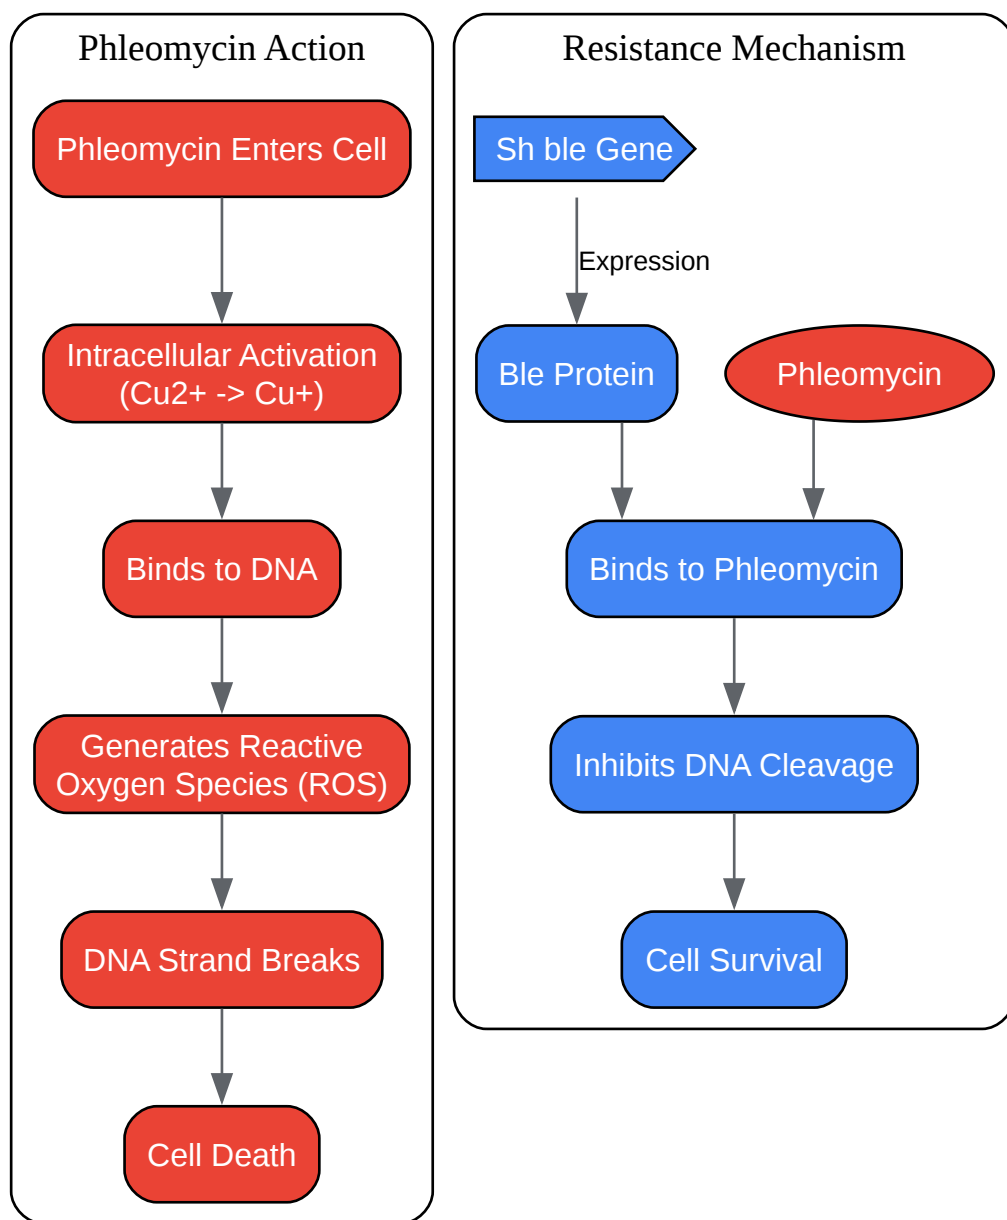 Phleomycin Action
Phleomycin Enters Cell
Intracellular Activation
(Cu2+ -> Cu+)
Binds to DNA
Generates Reactive
Oxygen Species (ROS)
DNA Strand Breaks
Cell Death
Resistance Mechanism
Sh ble Gene
Expression
Ble Protein
Phleomycin
Binds to Phleomycin
Inhibits DNA Cleavage
Cell Survival